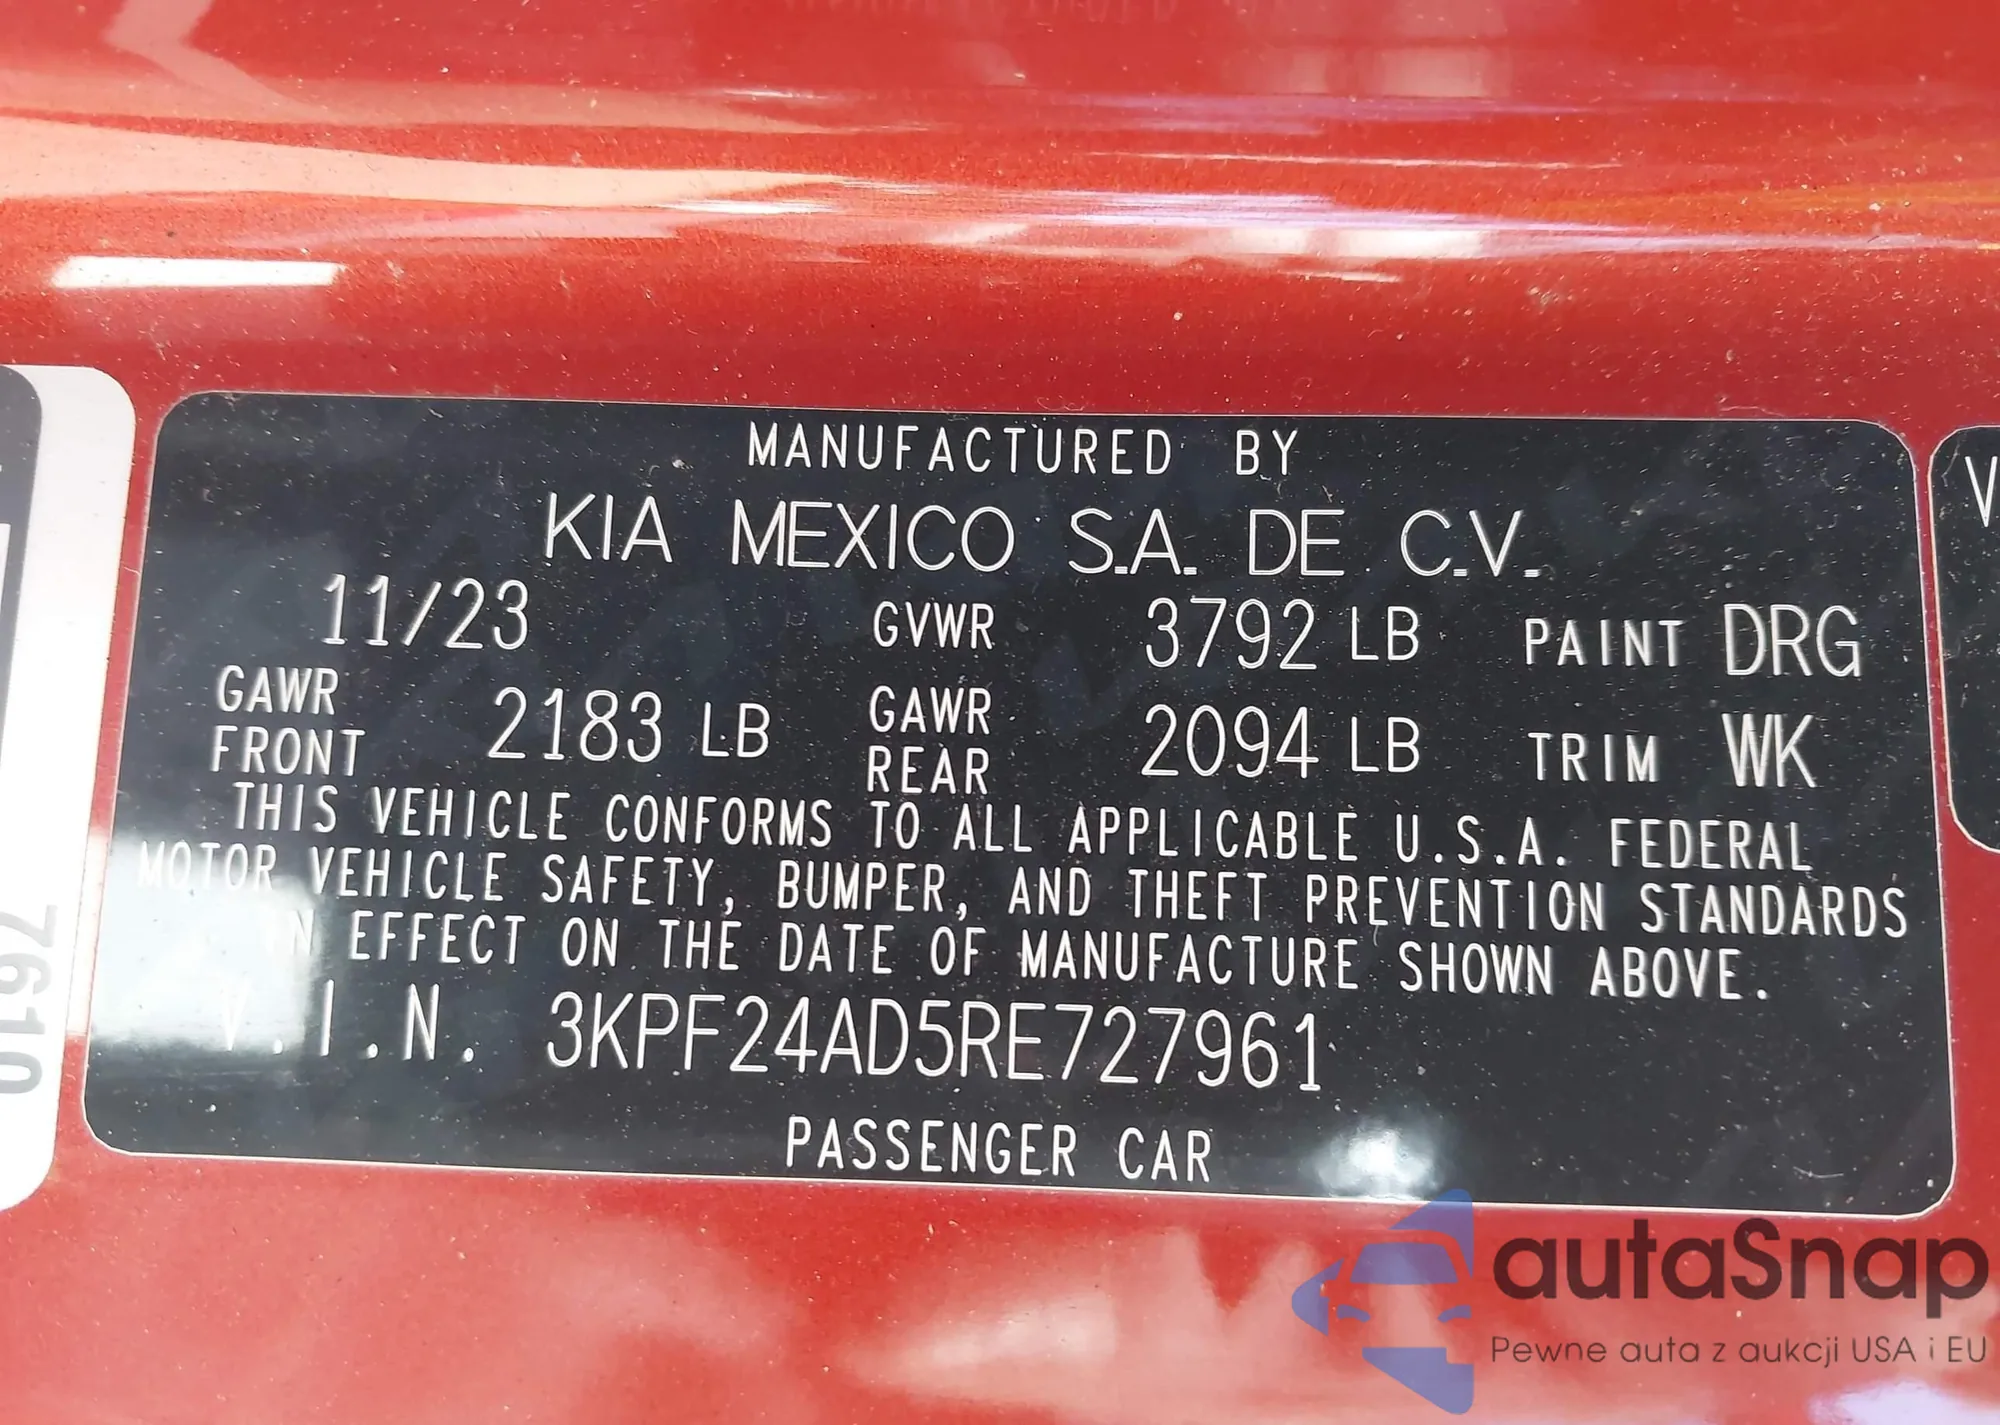 MANUFACTURED BY
KIA MEXICO S.A. DE C.V.
11/23 GVWR 3792 LB PAINT DRG
GAWR FRONT 2183 LB GAWR REAR 2094 LB TRIM WK
THIS VEHICLE CONFORMS TO ALL APPLICABLE U.S.A. FEDERAL
MOTOR VEHICLE SAFETY, BUMPER, AND THEFT PREVENTION STANDARDS
IN EFFECT ON THE DATE OF MANUFACTURE SHOWN ABOVE.
V.I.N. 3KPF24AD5RE727961
PASSENGER CAR
7610
V
autaSnap
Pewne auta z aukcji USA i EU